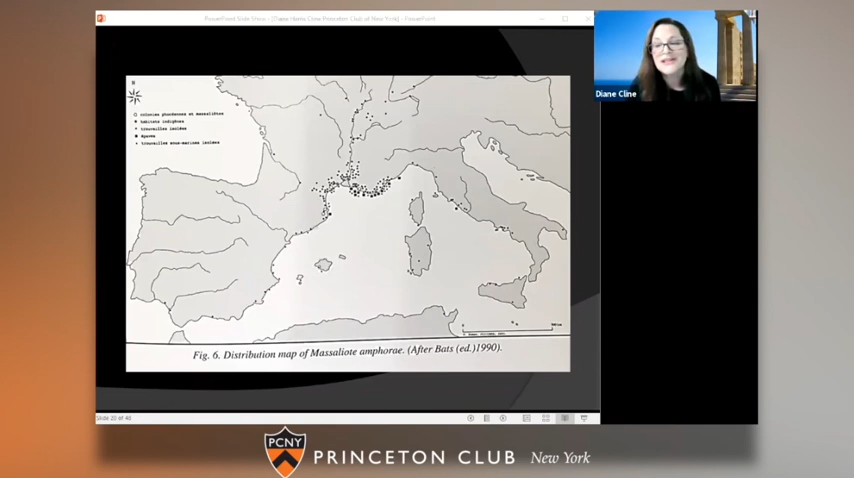 PowerPoint Slide Show - [Diane Harris Cline Princeton Club of New York] - PowerPoint
Diane Cline
N
colonies phocéennes et massaliètes
habitats indigènes
trouvailles isolées
épaves
trouvailles sous-marines isolées
Fig. 6. Distribution map of Massaliote amphorae. (After Bats (ed.)1990).
Slide 20 of 46
PCNY
PRINCETON CLUB New York